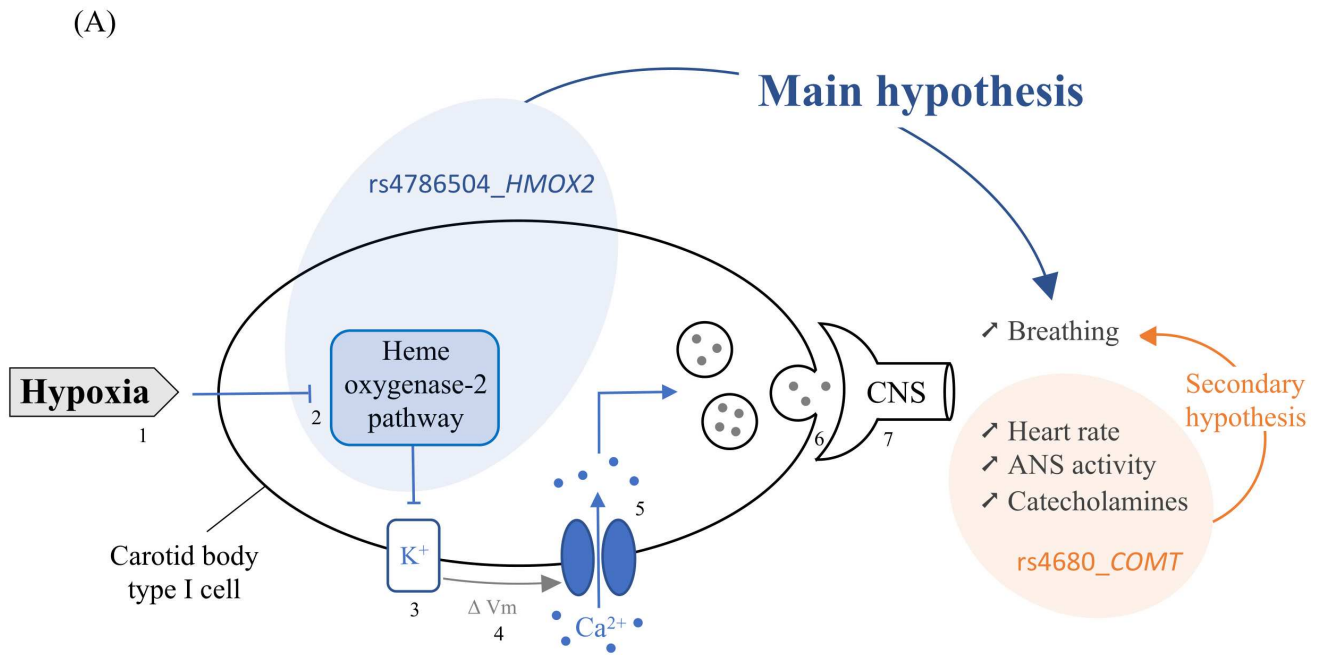 (A)
Main hypothesis
rs4786504_HMOX2
Hypoxia
1
2
Heme
oxygenase-2
pathway
CNS
6
7
↗ Breathing
Secondary
hypothesis
↗ Heart rate
↗ ANS activity
↗ Catecholamines
rs4680_COMT
Carotid body
type I cell
K⁺
3
Δ Vm
4
5
Ca²⁺